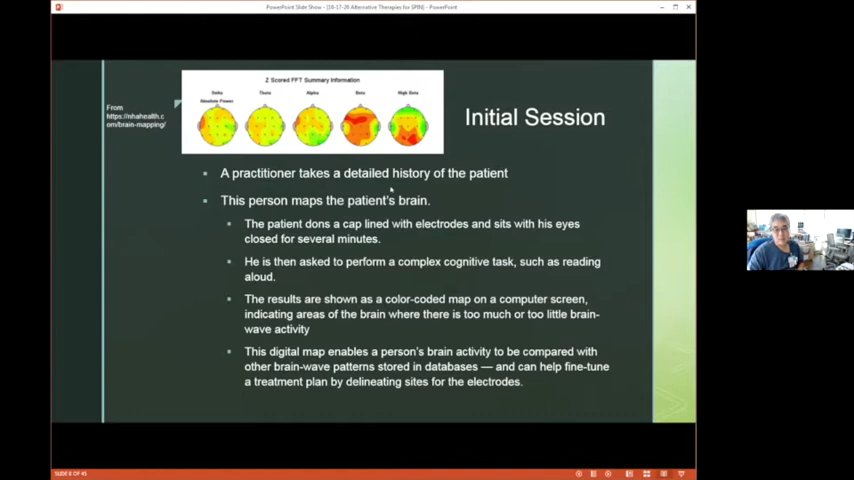 PowerPoint Slide Show - [10-17-20 Alternative Therapies for SPIN] - PowerPoint
Z Scored FFT Summary Information
Delta
Theta
Alpha
Beta
High Beta
Absolute Power
From
https://nhahealth.c
om/brain-mapping/
Initial Session
A practitioner takes a detailed history of the patient
This person maps the patient's brain.
The patient dons a cap lined with electrodes and sits with his eyes
closed for several minutes.
He is then asked to perform a complex cognitive task, such as reading
aloud.
The results are shown as a color-coded map on a computer screen,
indicating areas of the brain where there is too much or too little brain-
wave activity
This digital map enables a person's brain activity to be compared with
other brain-wave patterns stored in databases — and can help fine-tune
a treatment plan by delineating sites for the electrodes.
SLIDE 8 OF 45